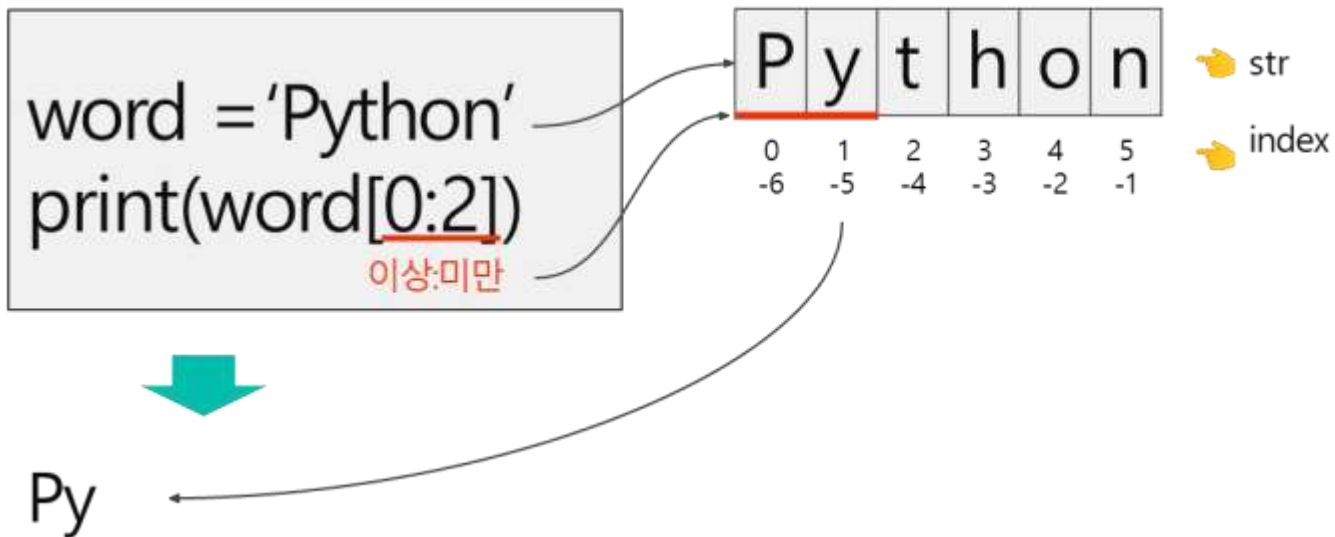 word =‘Python’
print(word[0:2])
이상:미만
Python
str
0 1 2 3 4 5
-6 -5 -4 -3 -2 -1
index
Py